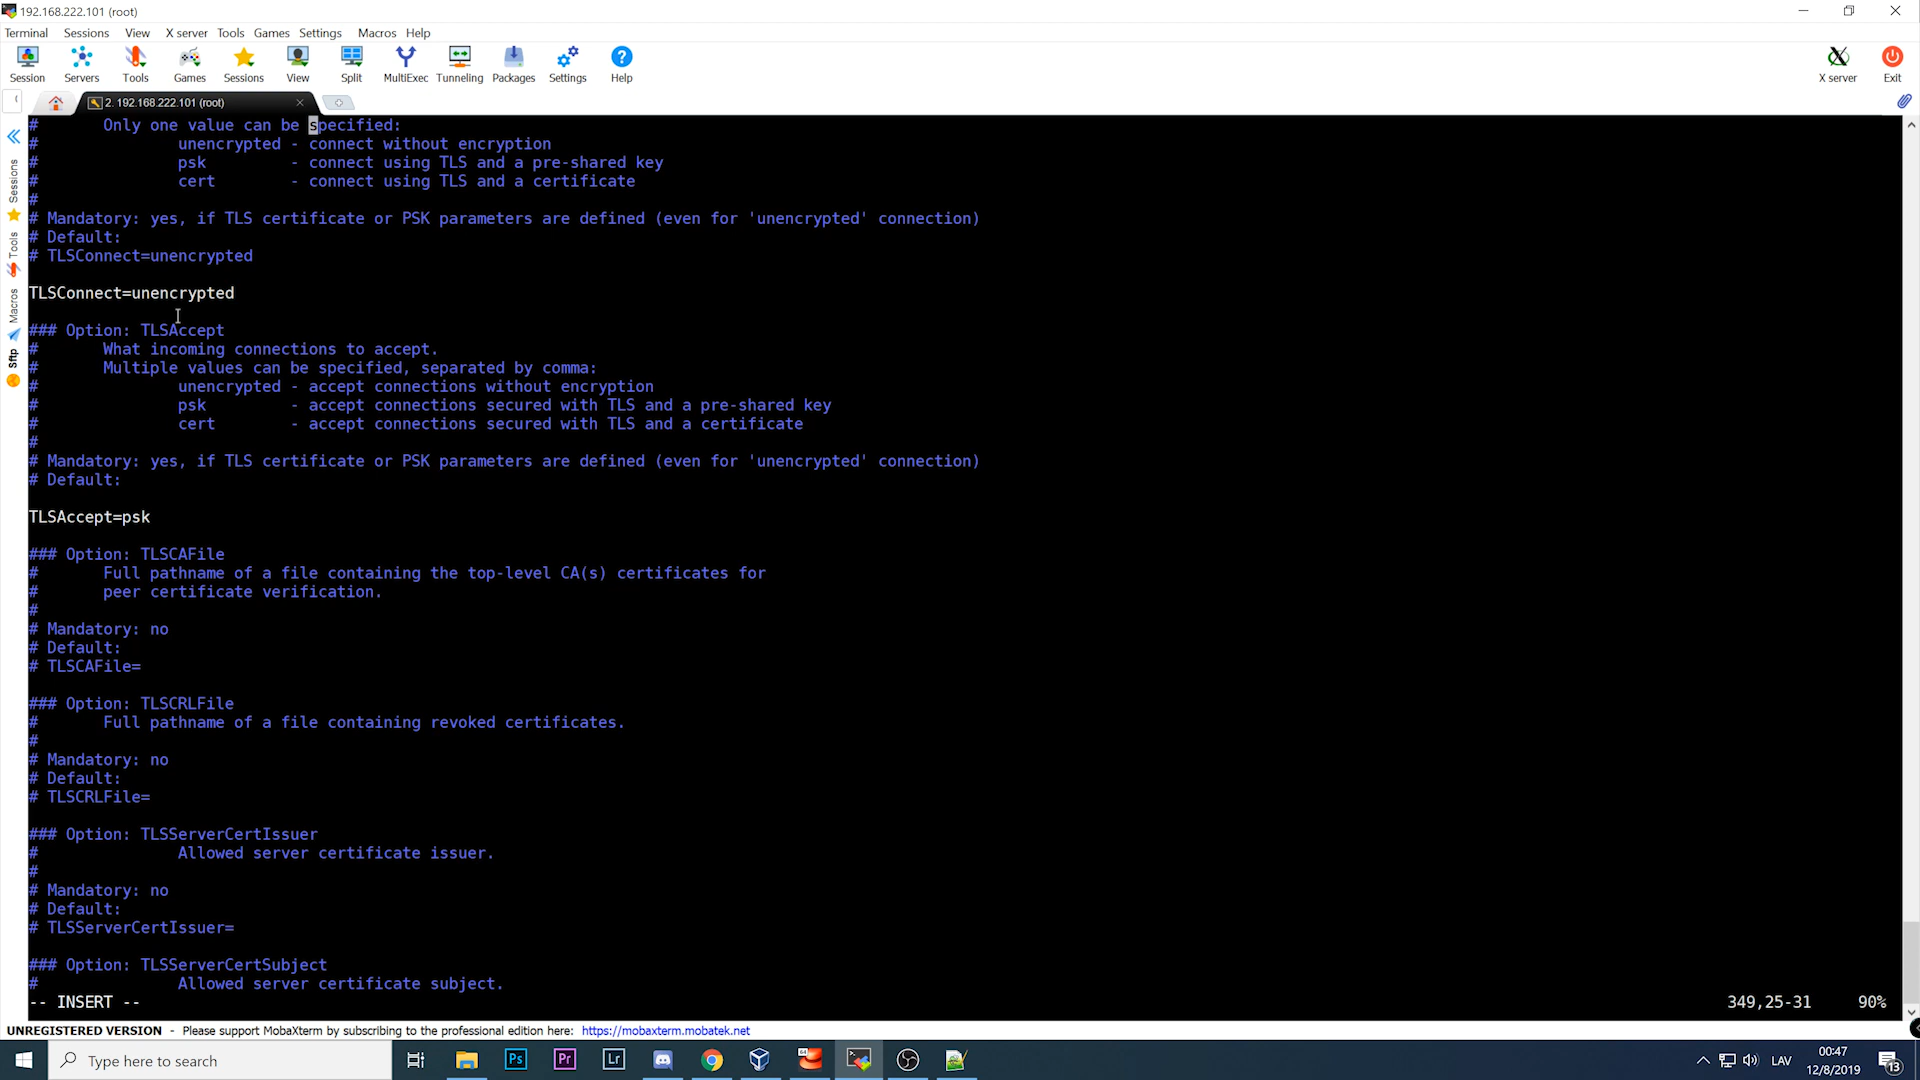 192.168.222.101 (root)
Terminal Sessions View X server Tools Games Settings Macros Help
Session Servers Tools Games Sessions View Split MultiExec Tunneling Packages Settings Help X server Exit
2. 192.168.222.101 (root)
# Only one value can be specified:
# unencrypted - connect without encryption
# psk - connect using TLS and a pre-shared key
# cert - connect using TLS and a certificate
#
# Mandatory: yes, if TLS certificate or PSK parameters are defined (even for 'unencrypted' connection)
# Default:
# TLSConnect=unencrypted
TLSConnect=unencrypted
### Option: TLSAccept
# What incoming connections to accept.
# Multiple values can be specified, separated by comma:
# unencrypted - accept connections without encryption
# psk - accept connections secured with TLS and a pre-shared key
# cert - accept connections secured with TLS and a certificate
#
# Mandatory: yes, if TLS certificate or PSK parameters are defined (even for 'unencrypted' connection)
# Default:
TLSAccept=psk
### Option: TLSCAFile
# Full pathname of a file containing the top-level CA(s) certificates for
# peer certificate verification.
#
# Mandatory: no
# Default:
# TLSCAFile=
### Option: TLSCRLFile
# Full pathname of a file containing revoked certificates.
#
# Mandatory: no
# Default:
# TLSCRLFile=
### Option: TLSServerCertIssuer
# Allowed server certificate issuer.
#
# Mandatory: no
# Default:
# TLSServerCertIssuer=
### Option: TLSServerCertSubject
# Allowed server certificate subject.
-- INSERT -- 349,25-31 90%
Sessions
Tools
Macros
Sftp
UNREGISTERED VERSION - Please support MobaXterm by subscribing to the professional edition here: https://mobaxterm.mobatek.net
Type here to search
Ps Pr Lr
64
LAV
00:47
12/8/2019
13